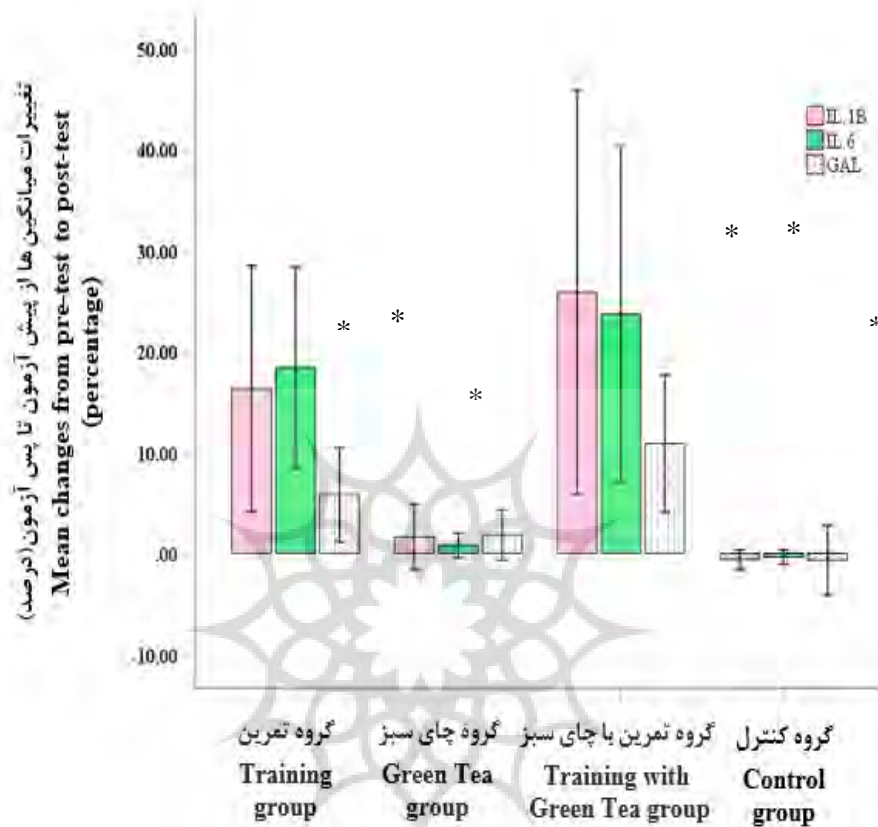 تغییرات میانگین ها از پیش آزمون تا پس آزمون(درصد)
Mean changes from pre-test to post-test
(percentage)
50.00
40.00
30.00
20.00
10.00
.00
-10.00
IL.1B
IL.6
GAL
* *
*
* *
*
گروه تمرین
Training
group
گروه چای سبز
Green Tea
group
گروه تمرین با چای سبز
Training with
Green Tea group
گروه کنترل
Control
group